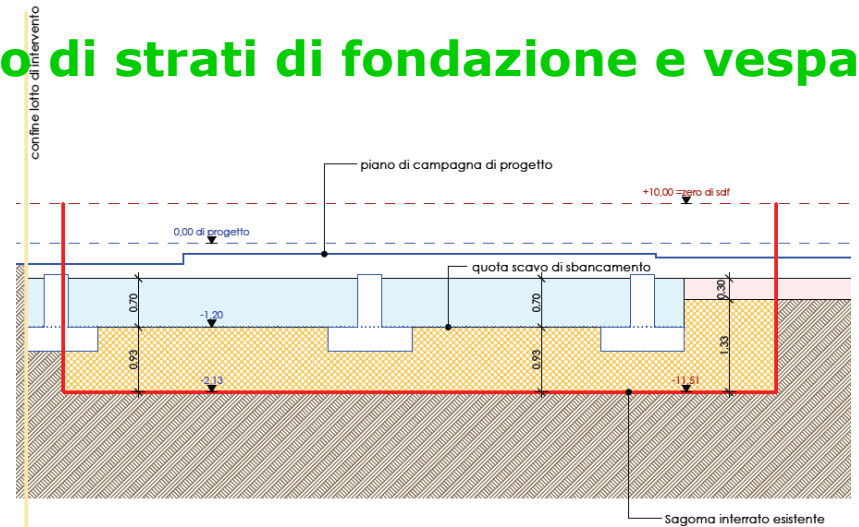 o di strati di fondazione e vespa
confine lotto di intervento
piano di campagna di progetto
+10,00 =zero di sdf
0,00 di progetto
quota scavo di sbancamento
0.70
0.70
0.30
-1,20
0.93
0.93
1.33
-2,13
-11,51
Sagoma interrato esistente